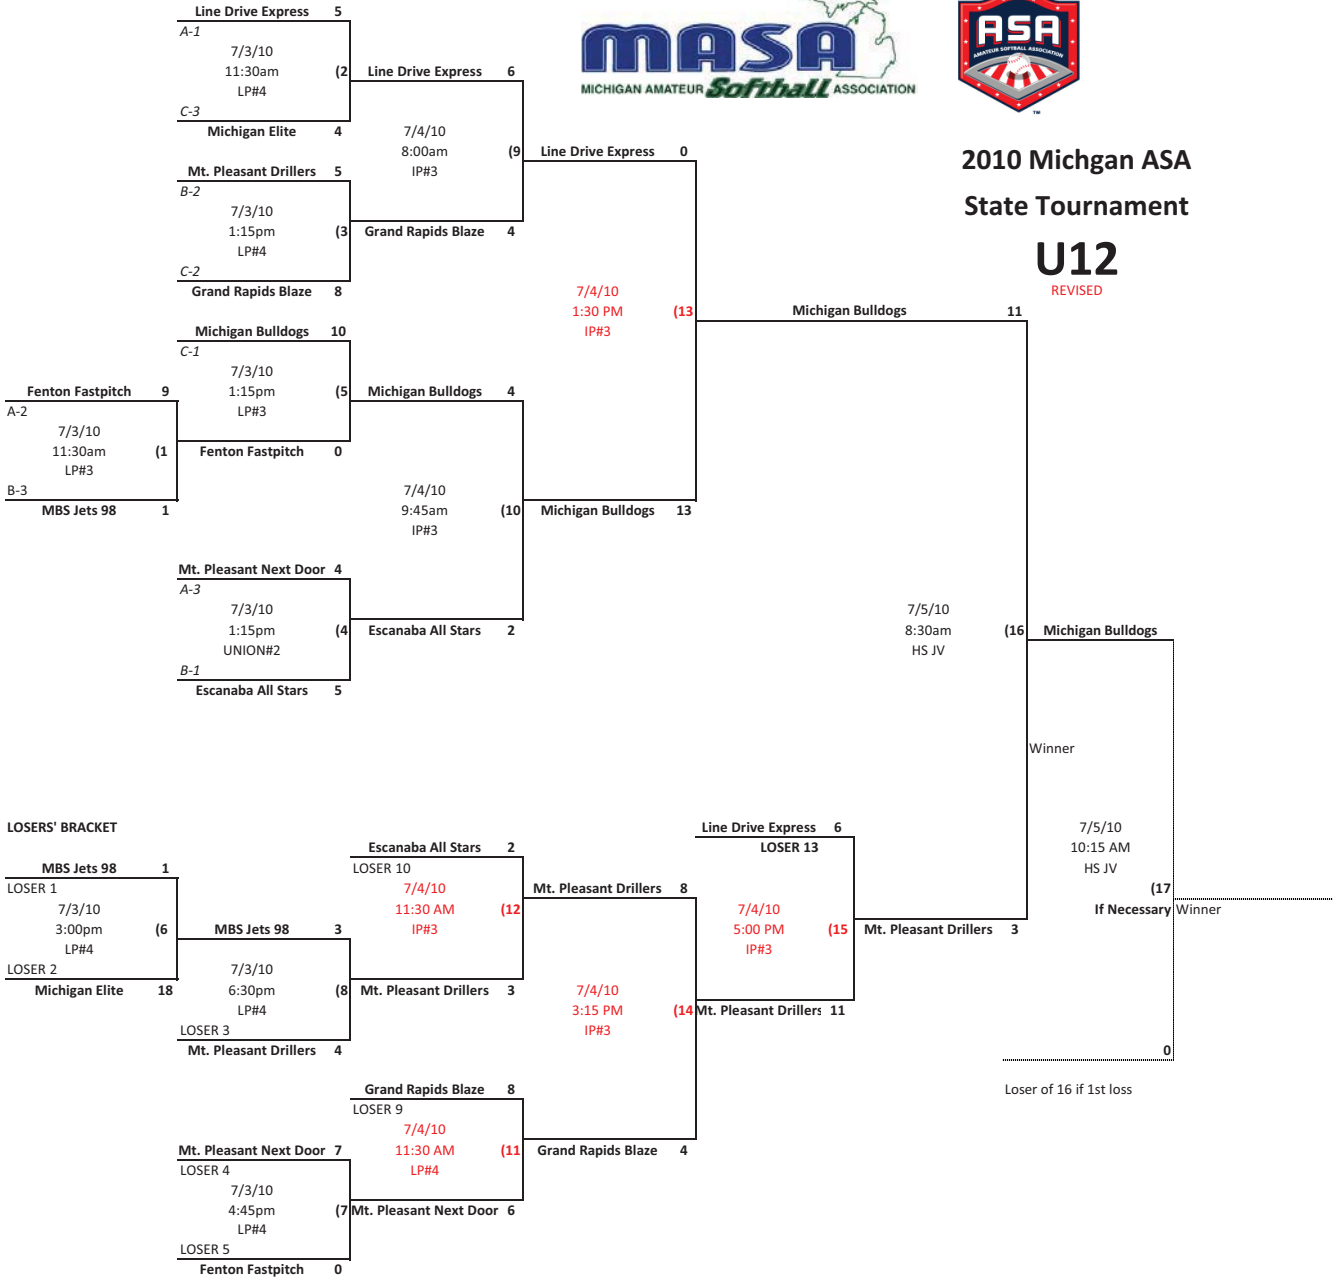 Line Drive Express 5
A-1
7/3/10
11:30am (2
LP#4
C-3
Michigan Elite 4
Line Drive Express 6
7/4/10
8:00am (9
IP#3
Mt. Pleasant Drillers 5
B-2
7/3/10
1:15pm (3
LP#4
C-2
Grand Rapids Blaze 8
Grand Rapids Blaze 4
Line Drive Express 0
MASA
MICHIGAN AMATEUR Softball ASSOCIATION
ASA
AMATEUR SOFTBALL ASSOCIATION
TM
2010 Michgan ASA
State Tournament
U12
REVISED
7/4/10
1:30 PM (13
IP#3
Michigan Bulldogs 11
Michigan Bulldogs 10
C-1
7/3/10
1:15pm (5
LP#3
Fenton Fastpitch 9
A-2
7/3/10
11:30am (1
LP#3
B-3
MBS Jets 98 1
Fenton Fastpitch 0
Michigan Bulldogs 4
7/4/10
9:45am (10
IP#3
Michigan Bulldogs 13
Mt. Pleasant Next Door 4
A-3
7/3/10
1:15pm (4
UNION#2
B-1
Escanaba All Stars 5
Escanaba All Stars 2
7/5/10
8:30am (16
HS JV
Michigan Bulldogs
Winner
LOSERS' BRACKET
MBS Jets 98 1
LOSER 1
7/3/10
3:00pm (6
LP#4
LOSER 2
Michigan Elite 18
MBS Jets 98 3
7/3/10
6:30pm (8
LP#4
LOSER 3
Mt. Pleasant Drillers 4
Escanaba All Stars 2
LOSER 10
7/4/10
11:30 AM (12
IP#3
Mt. Pleasant Drillers 3
Mt. Pleasant Drillers 8
7/4/10
3:15 PM (14
IP#3
Line Drive Express 6
LOSER 13
7/4/10
5:00 PM (15
IP#3
Mt. Pleasant Drillers 11
Mt. Pleasant Drillers 3
7/5/10
10:15 AM
HS JV
(17
If Necessary Winner
0
Loser of 16 if 1st loss
Grand Rapids Blaze 8
LOSER 9
7/4/10
11:30 AM (11
LP#4
Grand Rapids Blaze 4
Mt. Pleasant Next Door 7
LOSER 4
7/3/10
4:45pm (7
LP#4
LOSER 5
Fenton Fastpitch 0
Mt. Pleasant Next Door 6